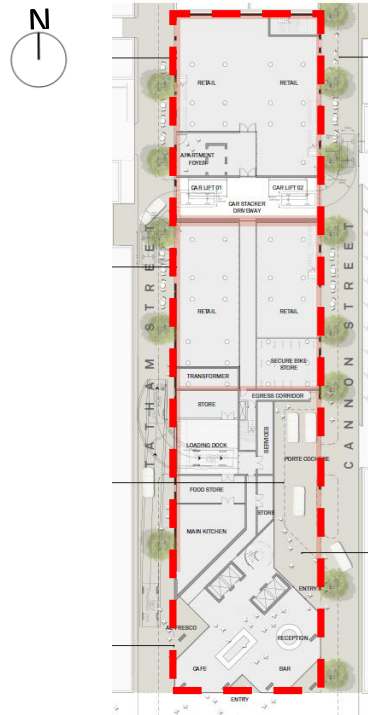 N
RETAIL
RETAIL
APARTMENT
FOYER
CAR LIFT 01
CAR LIFT 02
CAR STACKER
DRIVEWAY
TATHAM STREET
CANNON STREET
RETAIL
RETAIL
SECURE BIKE
STORE
TRANSFORMER
EGRESS CORRIDOR
STORE
SERVICES
LOADING DOCK
PORTE COCHERE
FOOD STORE
STORE
MAIN KITCHEN
ENTRY
AL FRESCO
RECEPTION
CAFE
BAR
ENTRY